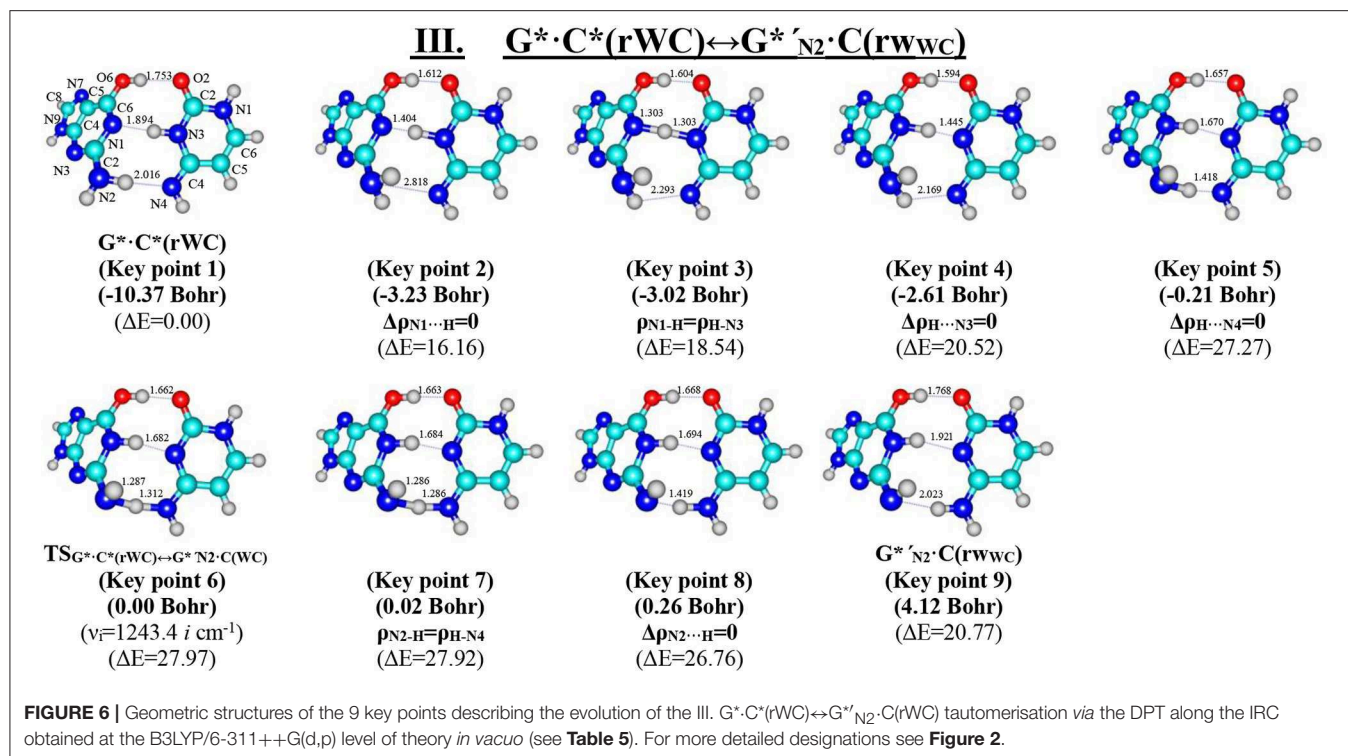 III. G*·C*(rWC)↔G*´N2·C(rwWC)
O6 1.753 O2
N7 C5 C2
C8 C6 N1
N9 C4 1.894 N3
N1 C6
N3 C2 C5
2.016 C4
N2 N4
G*·C*(rWC)
(Key point 1)
(-10.37 Bohr)
(ΔE=0.00)
1.612
1.404
2.818
(Key point 2)
(-3.23 Bohr)
ΔρN1···H=0
(ΔE=16.16)
1.604
1.303 1.303
2.293
(Key point 3)
(-3.02 Bohr)
ρN1-H=ρH-N3
(ΔE=18.54)
1.594
1.445
2.169
(Key point 4)
(-2.61 Bohr)
ΔρH···N3=0
(ΔE=20.52)
1.657
1.670
1.418
(Key point 5)
(-0.21 Bohr)
ΔρH···N4=0
(ΔE=27.27)
1.662
1.682
1.287
1.312
TSG*·C*(rWC)↔G*´N2·C(WC)
(Key point 6)
(0.00 Bohr)
(νi=1243.4 i cm-1)
(ΔE=27.97)
1.663
1.684
1.286
1.286
(Key point 7)
(0.02 Bohr)
ρN2-H=ρH-N4
(ΔE=27.92)
1.668
1.694
1.419
(Key point 8)
(0.26 Bohr)
ΔρN2···H=0
(ΔE=26.76)
1.768
1.921
2.023
G*´N2·C(rwWC)
(Key point 9)
(4.12 Bohr)
(ΔE=20.77)
FIGURE 6 | Geometric structures of the 9 key points describing the evolution of the III. G*·C*(rWC)↔G*′N2·C(rWC) tautomerisation via the DPT along the IRC
obtained at the B3LYP/6-311++G(d,p) level of theory in vacuo (see Table 5). For more detailed designations see Figure 2.